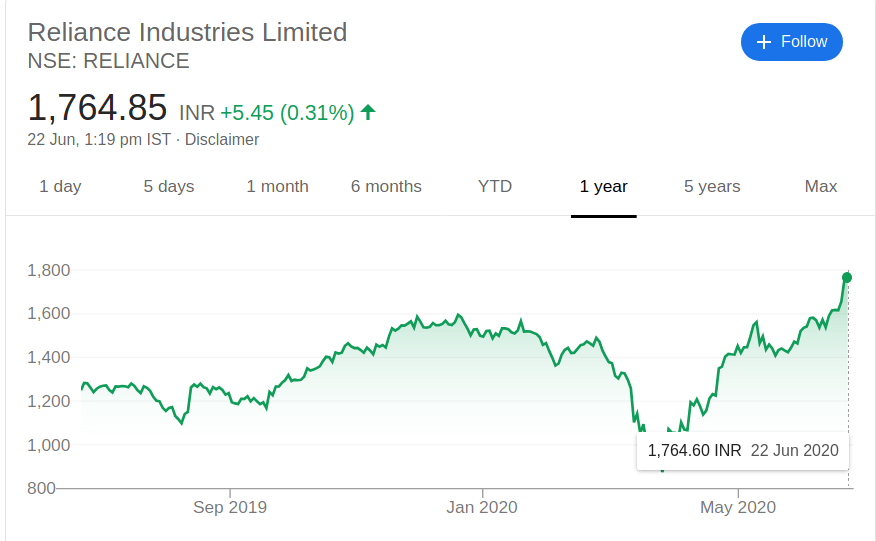 Reliance Industries Limited
NSE: RELIANCE
+ Follow
1,764.85 INR +5.45 (0.31%)
22 Jun, 1:19 pm IST · Disclaimer
1 day 5 days 1 month 6 months YTD 1 year 5 years Max
1,800
1,600
1,400
1,200
1,000
1,764.60 INR 22 Jun 2020
800
Sep 2019 Jan 2020 May 2020